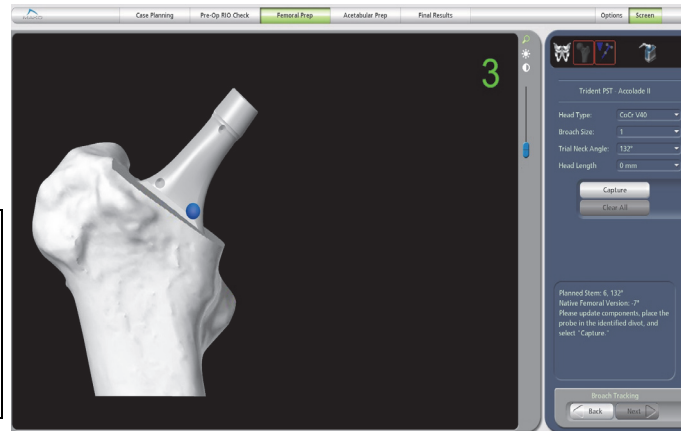 MAKO
Case Planning
Pre-Op RIO Check
Femoral Prep
Acetabular Prep
Final Results
Options
Screen
3
Trident PST Accolade II
Head Type: CoCr V40
Broach Size: 1
Trial Neck Angle: 132°
Head Length 0 mm
Capture
Clear All
Planned Stem: 6, 132°
Native Femoral Version: -7°
Please update components, place the
probe in the identified divot, and
select "Capture."
Broach Tracking
Back
Next